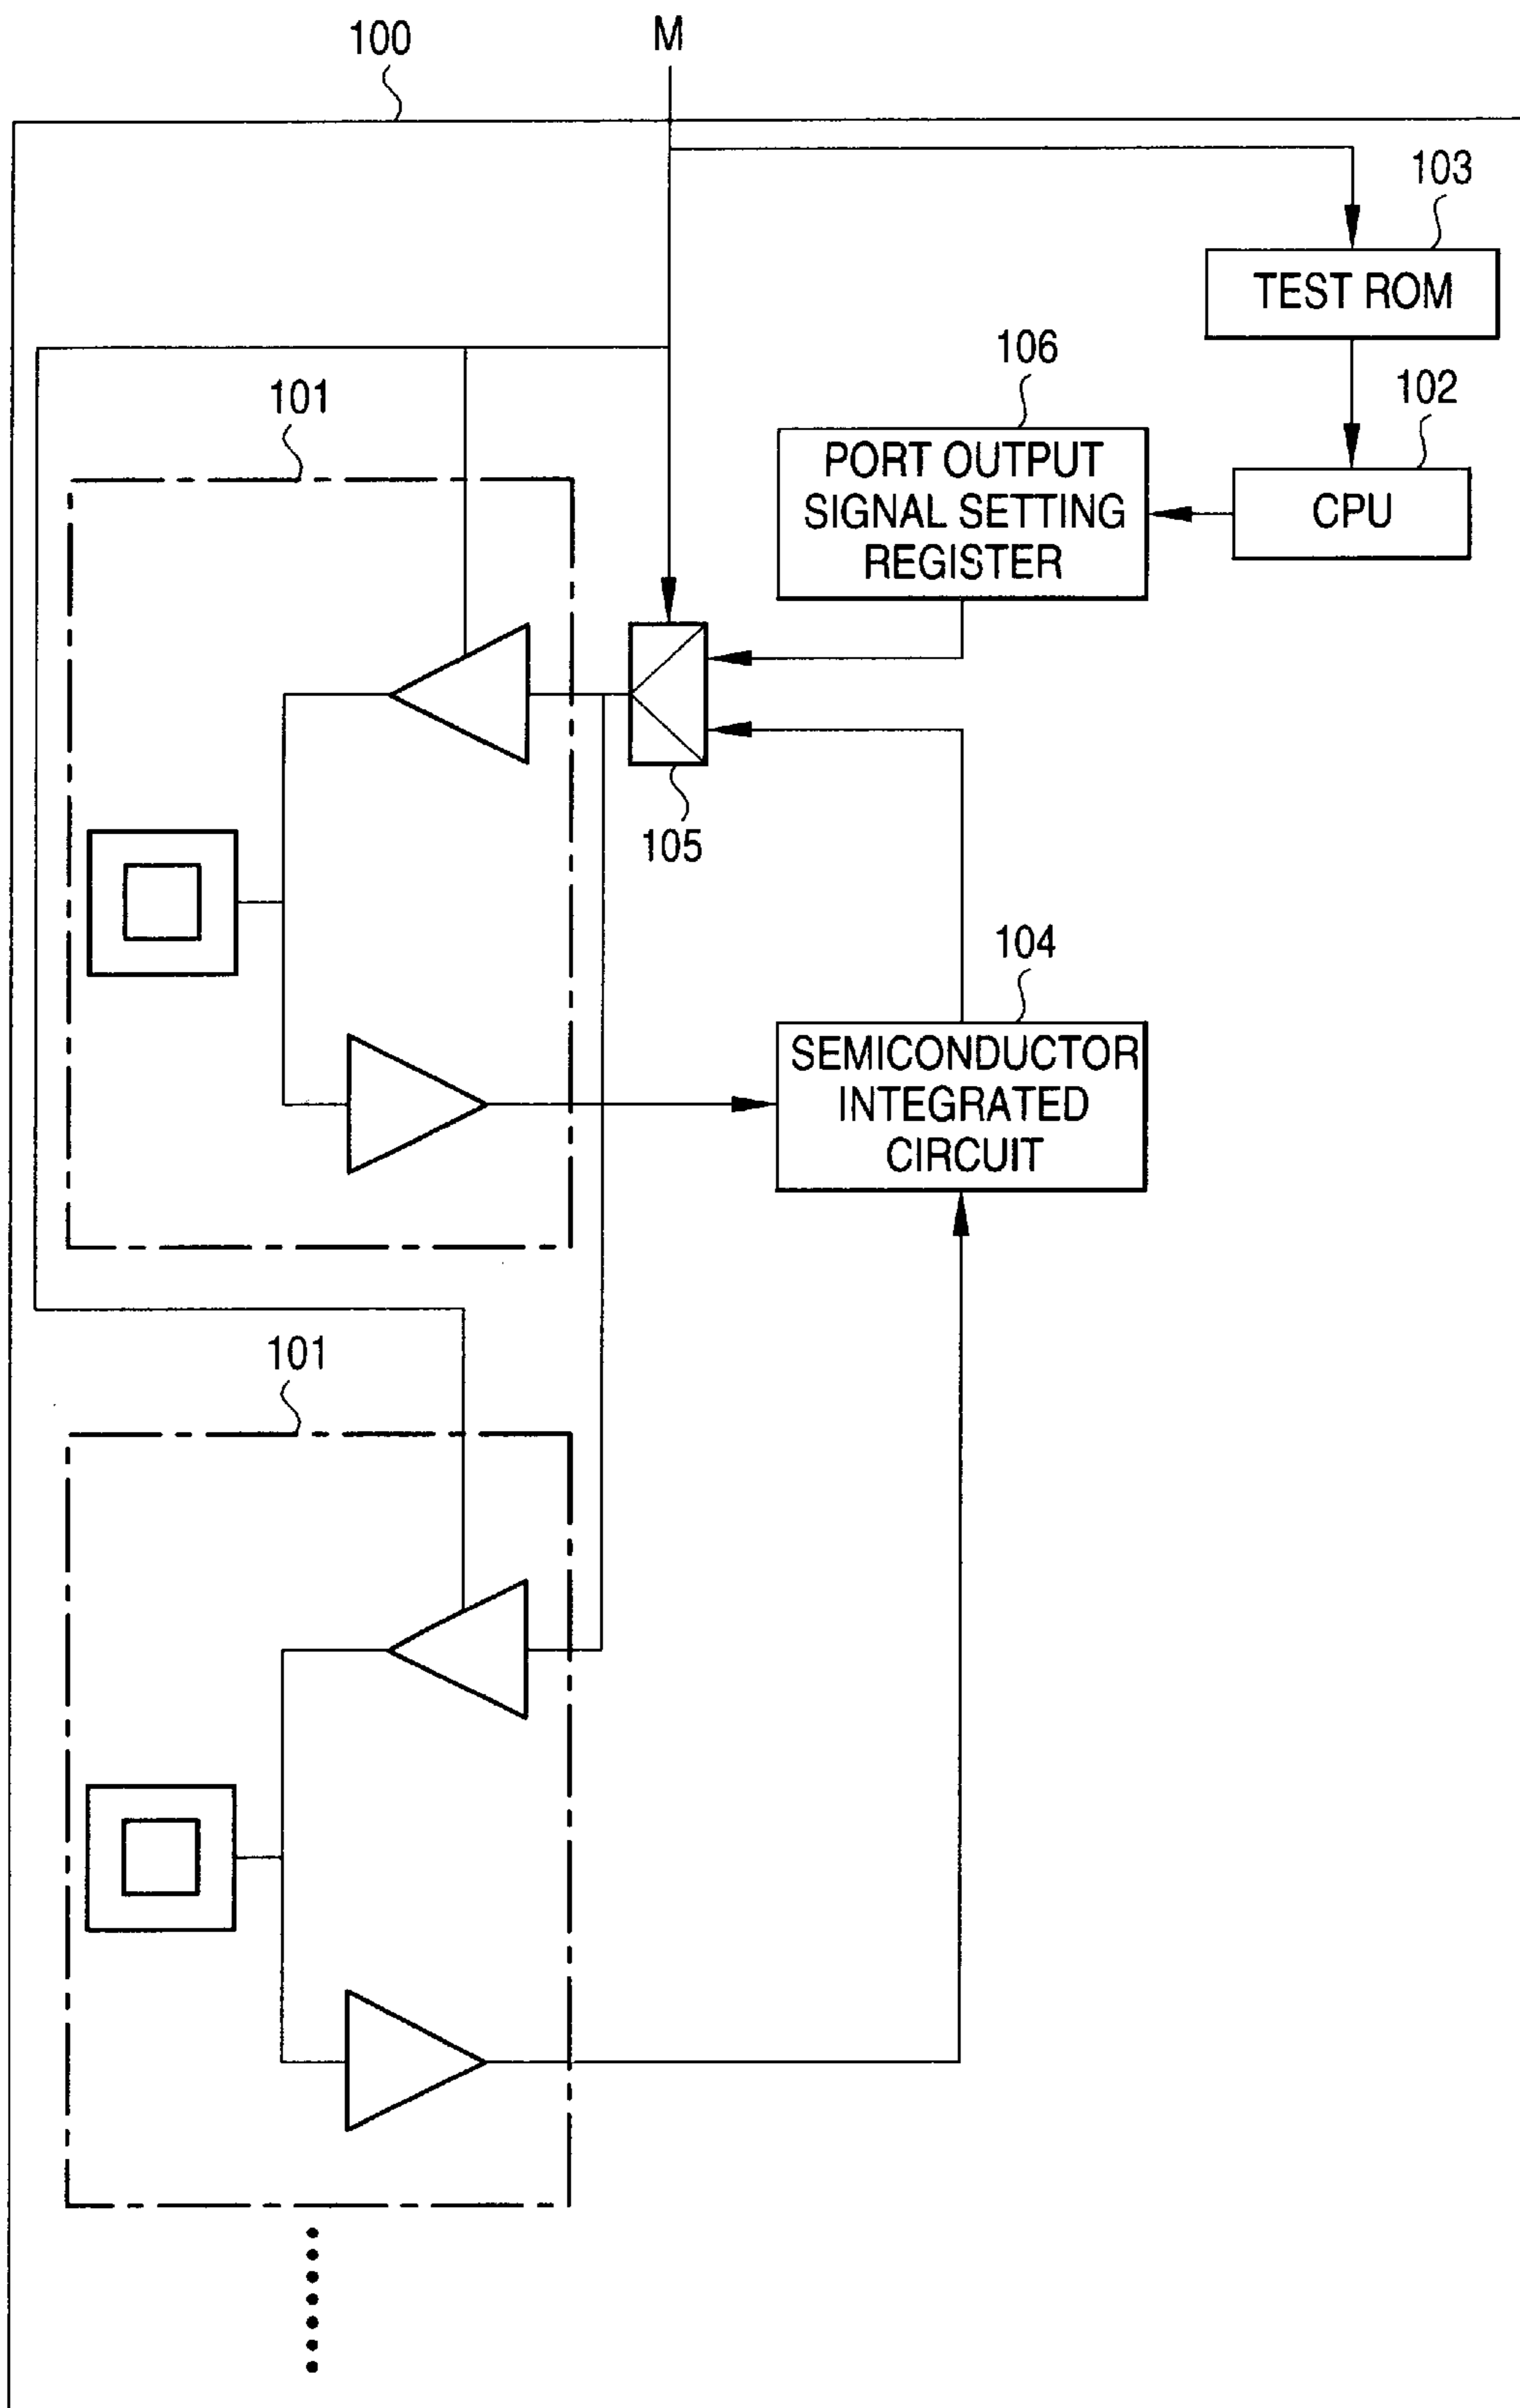 M
100
103
TEST ROM
106
102
PORT OUTPUT
SIGNAL SETTING
REGISTER
CPU
101
105
104
SEMICONDUCTOR
INTEGRATED
CIRCUIT
101